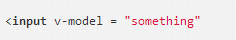 <input v-model = "something"